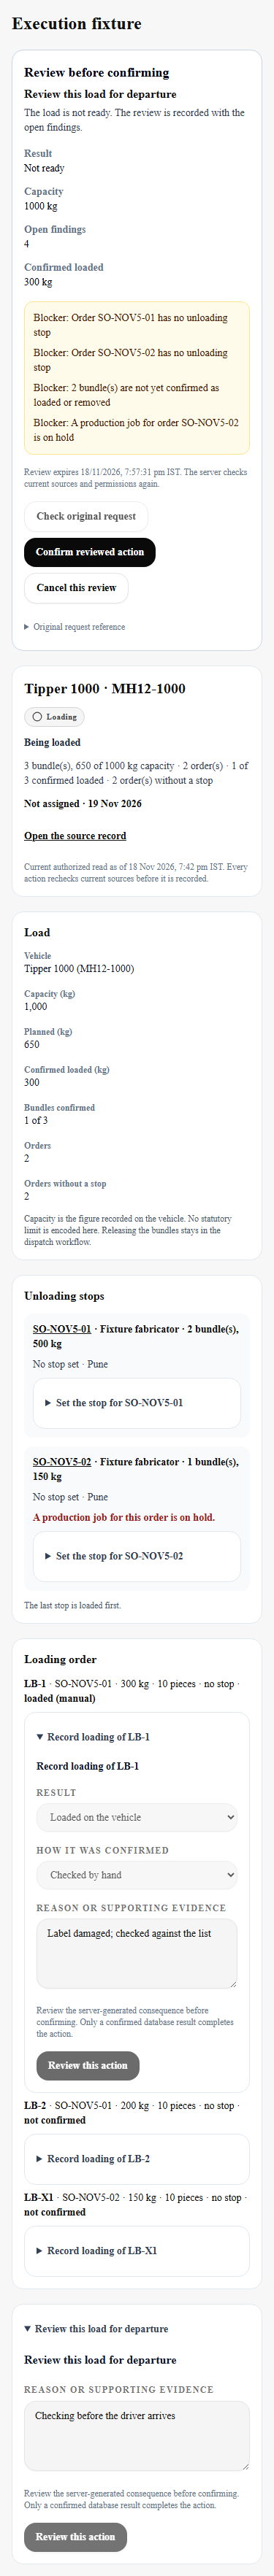 Execution fixture
Review before confirming
Review this load for departure
The load is not ready. The review is recorded with the
open findings.
Result
Not ready
Capacity
1000 kg
Open findings
4
Confirmed loaded
300 kg
Blocker: Order SO-NOV5-01 has no unloading
stop
Blocker: Order SO-NOV5-02 has no unloading
stop
Blocker: 2 bundle(s) are not yet confirmed as
loaded or removed
Blocker: A production job for order SO-NOV5-02
is on hold
Review expires 18/11/2026, 7:57:31 pm IST. The server checks
current sources and permissions again.
Check original request
Confirm reviewed action
Cancel this review
Original request reference
Tipper 1000 · MH12-1000
Loading
Being loaded
3 bundle(s), 650 of 1000 kg capacity · 2 order(s) · 1 of
3 confirmed loaded · 2 order(s) without a stop
Not assigned · 19 Nov 2026
Open the source record
Current authorized read as of 18 Nov 2026, 7:42 pm IST. Every
action rechecks current sources before it is recorded.
Load
Vehicle
Tipper 1000 (MH12-1000)
Capacity (kg)
1,000
Planned (kg)
650
Confirmed loaded (kg)
300
Bundles confirmed
1 of 3
Orders
2
Orders without a stop
2
Capacity is the figure recorded on the vehicle. No statutory
limit is encoded here. Releasing the bundles stays in the
dispatch workflow.
Unloading stops
SO-NOV5-01 · Fixture fabricator · 2 bundle(s),
500 kg
No stop set · Pune
Set the stop for SO-NOV5-01
SO-NOV5-02 · Fixture fabricator · 1 bundle(s),
150 kg
No stop set · Pune
A production job for this order is on hold.
Set the stop for SO-NOV5-02
The last stop is loaded first.
Loading order
LB-1 · SO-NOV5-01 · 300 kg · 10 pieces · no stop ·
loaded (manual)
Record loading of LB-1
Record loading of LB-1
RESULT
Loaded on the vehicle
HOW IT WAS CONFIRMED
Checked by hand
REASON OR SUPPORTING EVIDENCE
Label damaged; checked against the list
Review the server-generated consequence before
confirming. Only a confirmed database result completes
the action.
Review this action
LB-2 · SO-NOV5-01 · 200 kg · 10 pieces · no stop ·
not confirmed
Record loading of LB-2
LB-X1 · SO-NOV5-02 · 150 kg · 10 pieces · no stop ·
not confirmed
Record loading of LB-X1
Review this load for departure
Review this load for departure
REASON OR SUPPORTING EVIDENCE
Checking before the driver arrives
Review the server-generated consequence before confirming.
Only a confirmed database result completes the action.
Review this action